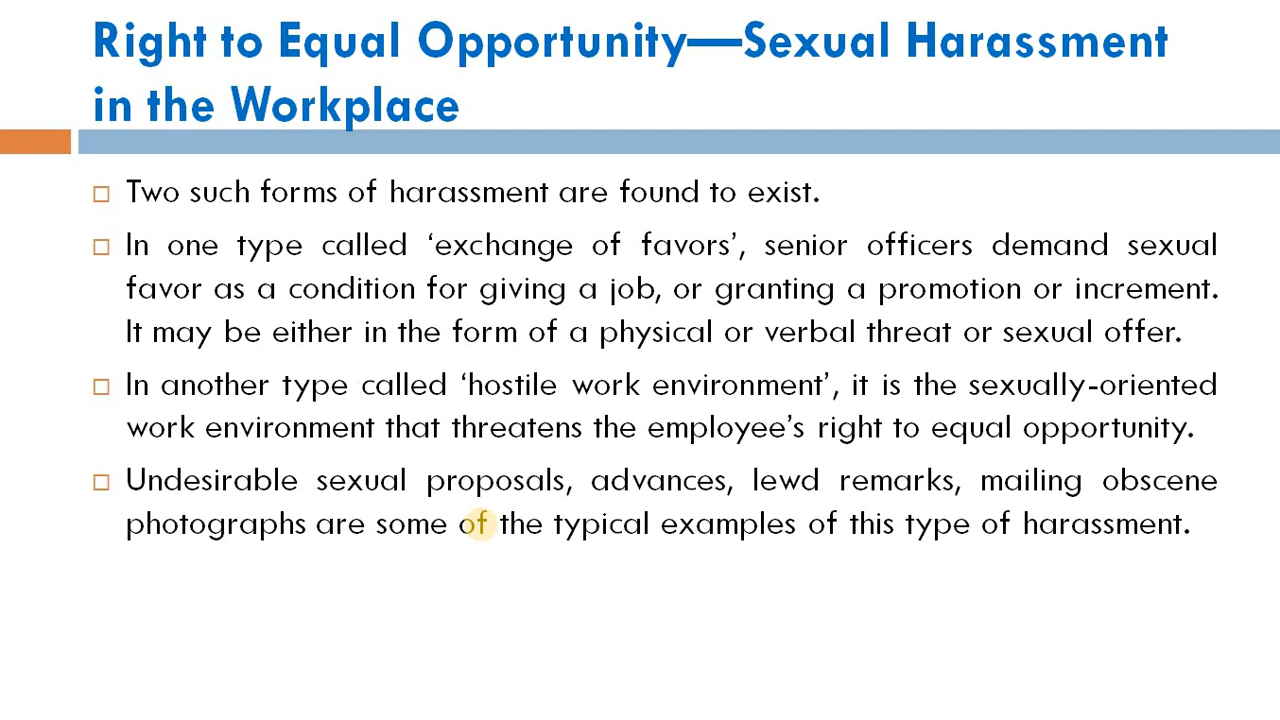 Right to Equal Opportunity—Sexual Harassment
in the Workplace
Two such forms of harassment are found to exist.
In one type called ‘exchange of favors’, senior officers demand sexual
favor as a condition for giving a job, or granting a promotion or increment.
It may be either in the form of a physical or verbal threat or sexual offer.
In another type called ‘hostile work environment’, it is the sexually-oriented
work environment that threatens the employee’s right to equal opportunity.
Undesirable sexual proposals, advances, lewd remarks, mailing obscene
photographs are some of the typical examples of this type of harassment.